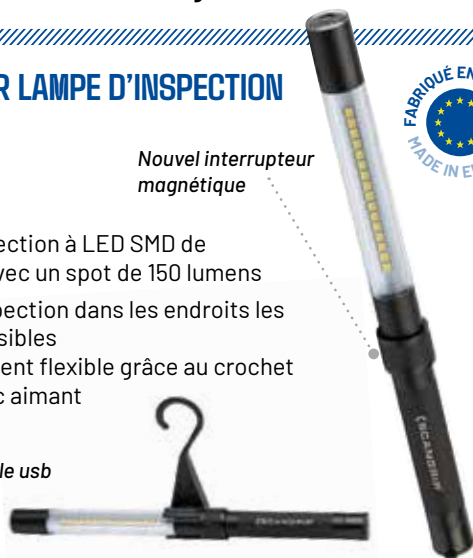 R LAMPE D'INSPECTION
FABRIQUÉ EN
MADE IN E
Nouvel interrupteur
magnétique
ection à LED SMD de
vec un spot de 150 lumens
pection dans les endroits les
sibles
ent flexible grâce au crochet
c aimant
le usb
SCANGRIP
SCANGRIP